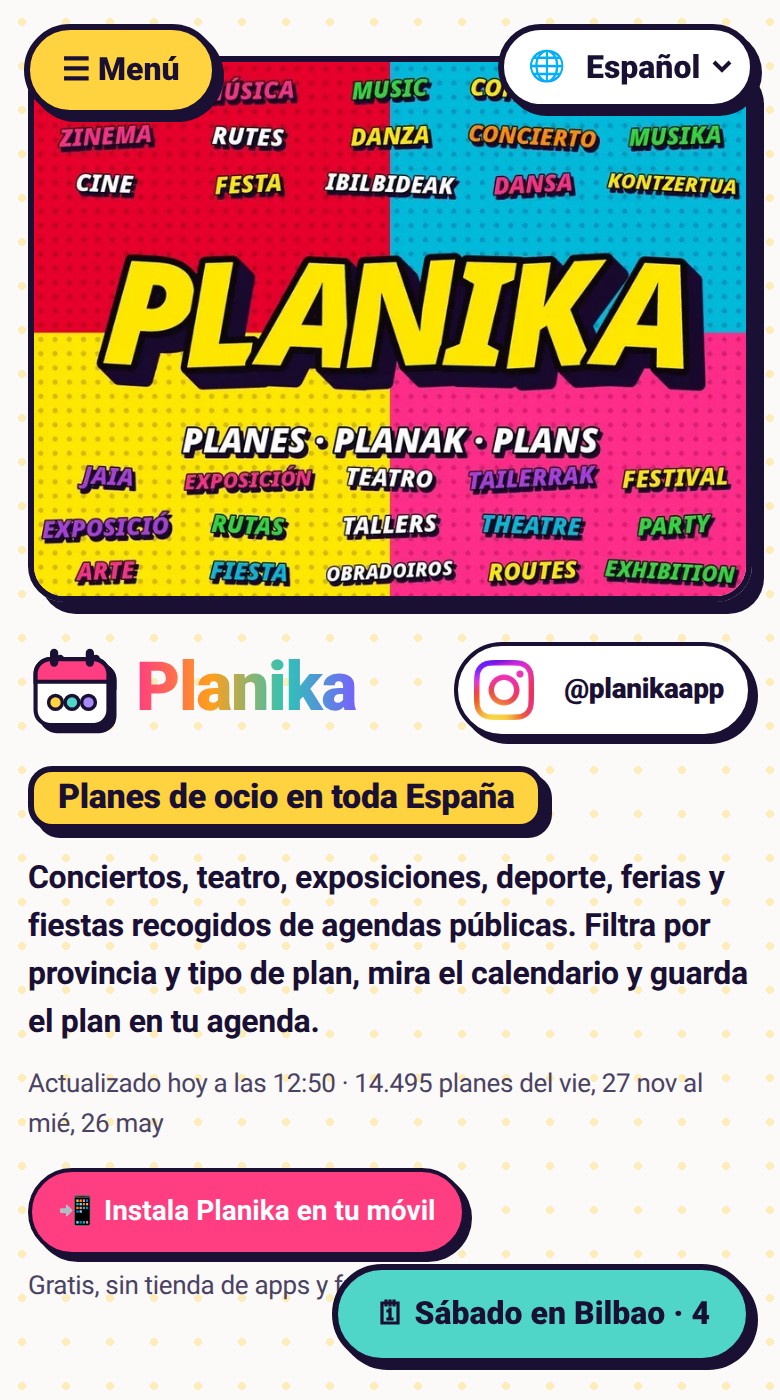 ☰ Menú
🌐 Español
MUSIC
ZINEMA RUTES DANZA CONCIERTO MUSIKA
CINE FESTA IBILBIDEAK DANSA KONTZERTUA
PLANIKA
PLANES · PLANAK · PLANS
JAIA EXPOSICIÓN TEATRO TAILERRAK FESTIVAL
EXPOSICIÓ RUTAS TALLERS THEATRE PARTY
ARTE FIESTA OBRADOIROS ROUTES EXHIBITION
Planika
@planikaapp
Planes de ocio en toda España
Conciertos, teatro, exposiciones, deporte, ferias y
fiestas recogidos de agendas públicas. Filtra por
provincia y tipo de plan, mira el calendario y guarda
el plan en tu agenda.
Actualizado hoy a las 12:50 · 14.495 planes del vie, 27 nov al
mié, 26 may
📲 Instala Planika en tu móvil
Gratis, sin tienda de apps y
🗓 Sábado en Bilbao · 4